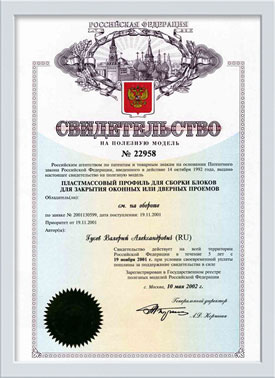 РОССИЙСКАЯ ФЕДЕРАЦИЯ
СВИДЕТЕЛЬСТВО
НА ПОЛЕЗНУЮ МОДЕЛЬ
№ 22958
Российским агентством по патентам и товарным знакам на основании Патентного
закона Российской Федерации, введенного в действие 14 октября 1992 года, выдано
настоящее свидетельство на полезную модель
ПЛАСТМАССОВЫЙ ПРОФИЛЬ ДЛЯ СБОРКИ БЛОКОВ
ДЛЯ ЗАКРЫТИЯ ОКОННЫХ ИЛИ ДВЕРНЫХ ПРОЕМОВ
Обладатель(ли):
см. на обороте
по заявке № 2001130599, дата поступления: 19.11.2001
Приоритет от 19.11.2001
Автор(ы):
Гусев Валерий Александрович (RU)
Свидетельство действует на всей территории
Российской Федерации в течение 5 лет с
19 ноября 2001 г. при условии своевременной уплаты
пошлины за поддержание свидетельства в силе
Зарегистрировано в Государственном реестре
полезных моделей Российской Федерации
г. Москва, 10 мая 2002 г.
Генеральный директор
А.Д. Корчагин